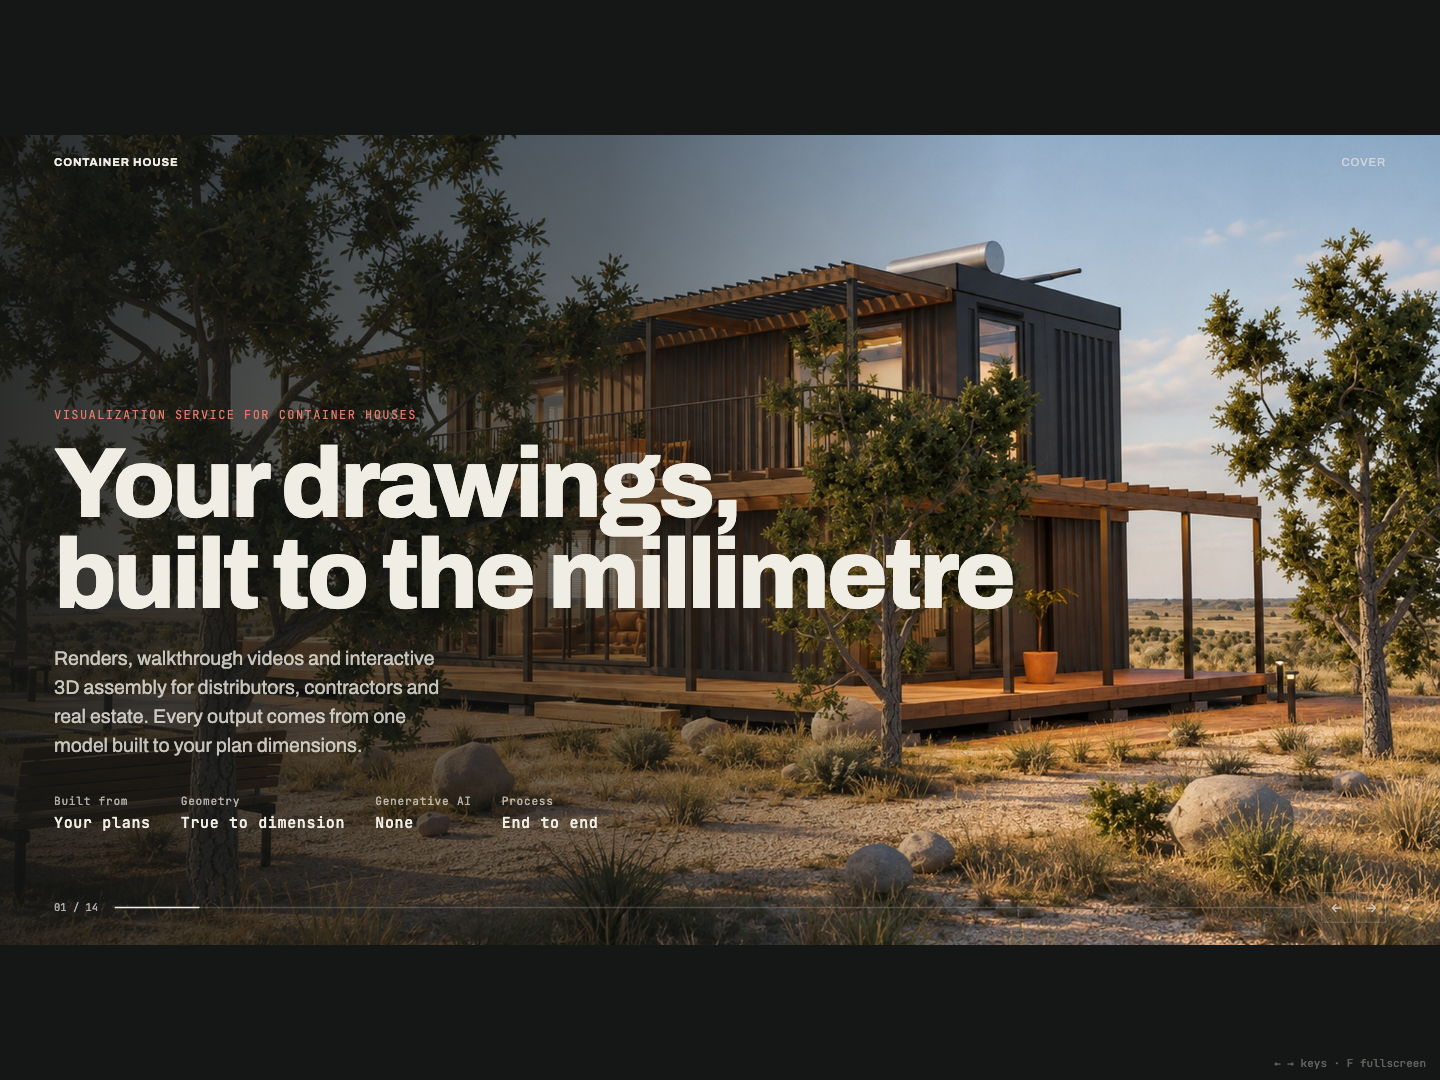 CONTAINER HOUSE
COVER
VISUALIZATION SERVICE FOR CONTAINER HOUSES
Your drawings,
built to the millimetre
Renders, walkthrough videos and interactive
3D assembly for distributors, contractors and
real estate. Every output comes from one
model built to your plan dimensions.
Built from
Your plans
Geometry
True to dimension
Generative AI
None
Process
End to end
01 / 14
← →
← → keys · F fullscreen